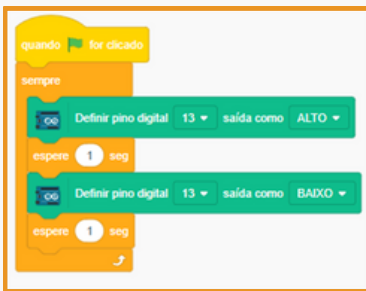 quando for clicado
sempre
Definir pino digital 13 saída como ALTO
espere 1 seg
Definir pino digital 13 saída como BAIXO
espere 1 seg